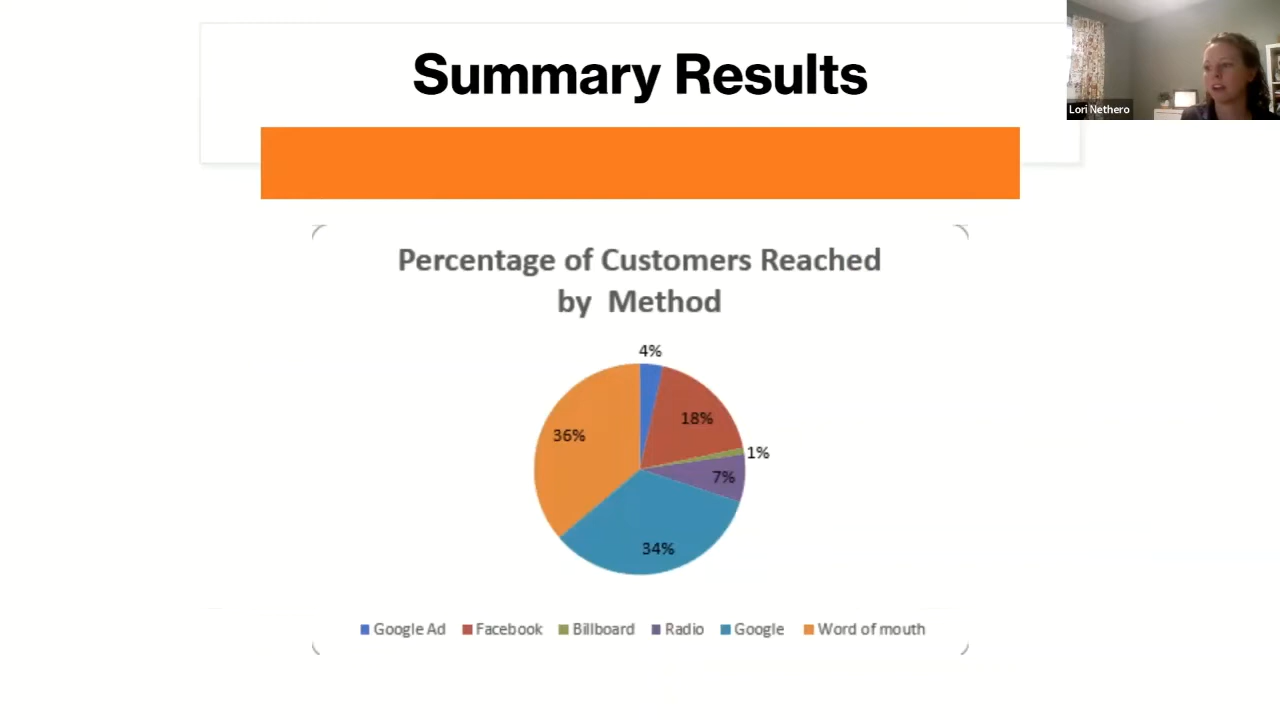 Summary Results
Lori Nethero
Percentage of Customers Reached
by Method
4%
18%
36%
1%
7%
34%
Google Ad Facebook Billboard Radio Google Word of mouth